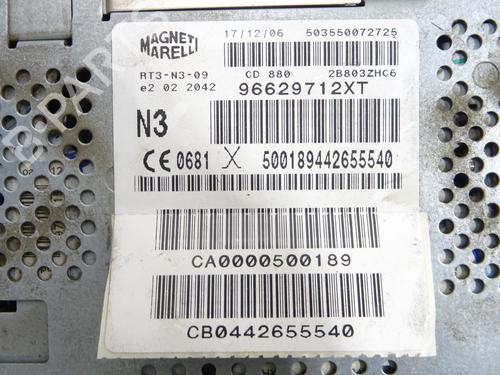 MAGNETI
MARELLI
17/12/06 503550072725
RT3-N3-09 CD 880 2B803ZHC6
e2 02 2042 96629712XT
N3
CE 0681 X 500189442655540
CA0000500189
CB0442655540